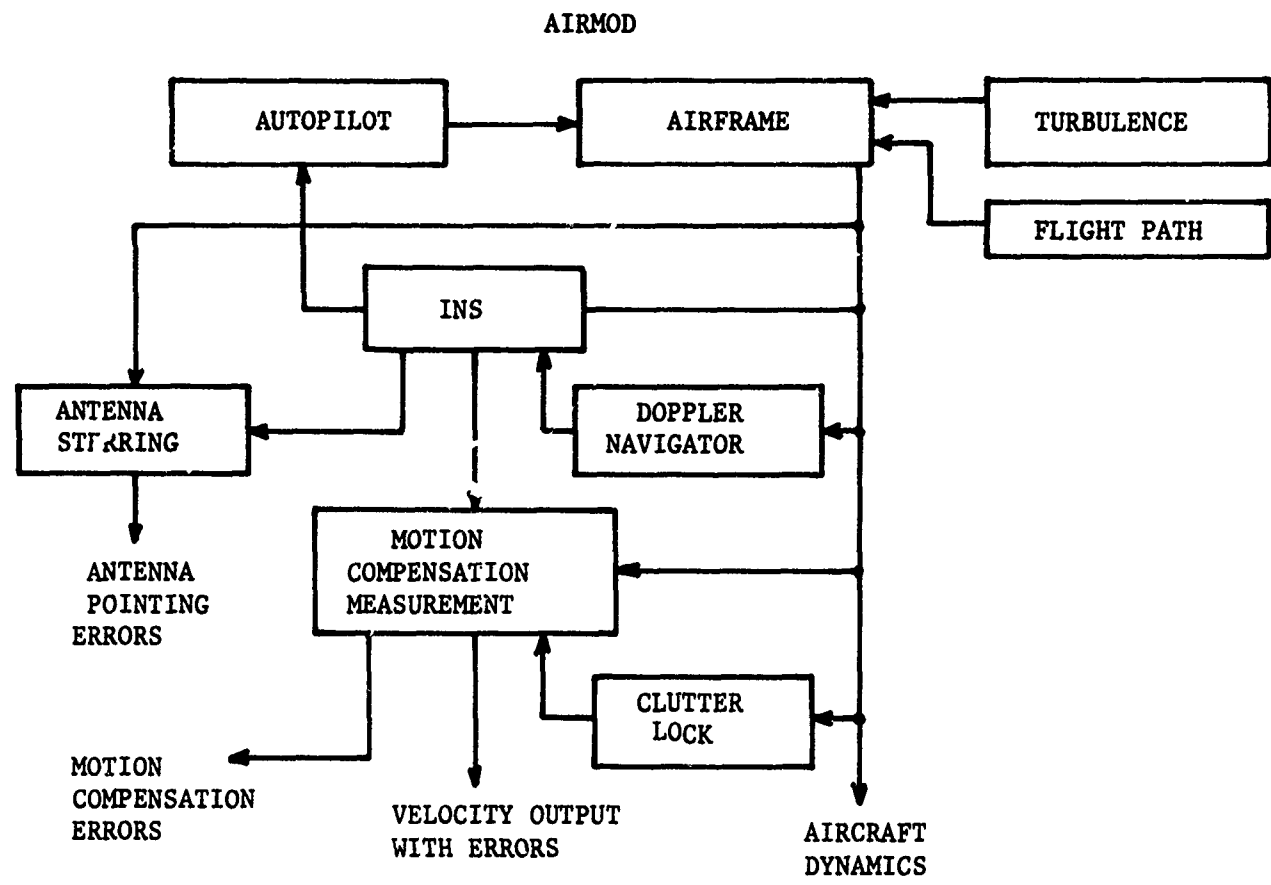 AIRMOD
AUTOPILOT
AIRFRAME
TURBULENCE
FLIGHT PATH
INS
ANTENNA
STERRING
DOPPLER
NAVIGATOR
MOTION
COMPENSATION
MEASUREMENT
ANTENNA
POINTING
ERRORS
CLUTTER
LOCK
MOTION
COMPENSATION
ERRORS
VELOCITY OUTPUT
WITH ERRORS
AIRCRAFT
DYNAMICS